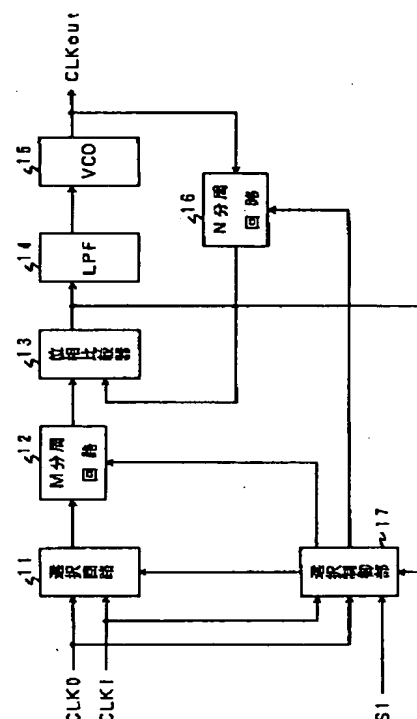 CLK0
CLK1
S1
11
選択回路
12
M分周
回路
13
位相比較器
14
LPF
15
VCO
CLKout
16
N分周
回路
17
選択制御部